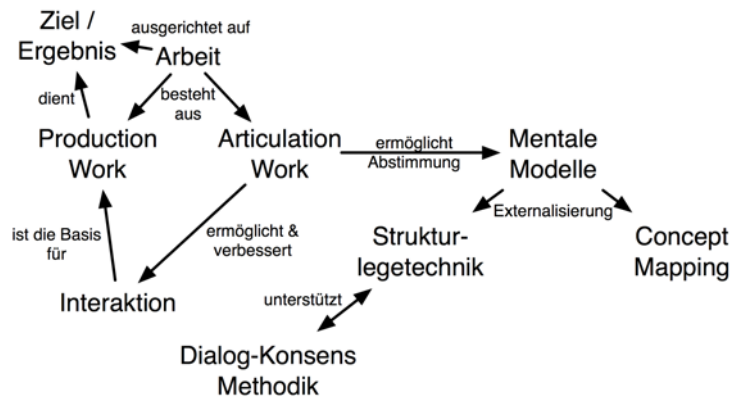 Ziel /
Ergebnis
ausgerichtet auf
Arbeit
dient
besteht
aus
Production
Work
Articulation
Work
ermöglicht
Abstimmung
Mentale
Modelle
Externalisierung
ist die Basis
für
ermöglicht &
verbessert
Struktur-
legetechnik
Concept
Mapping
Interaktion
unterstützt
Dialog-Konsens
Methodik